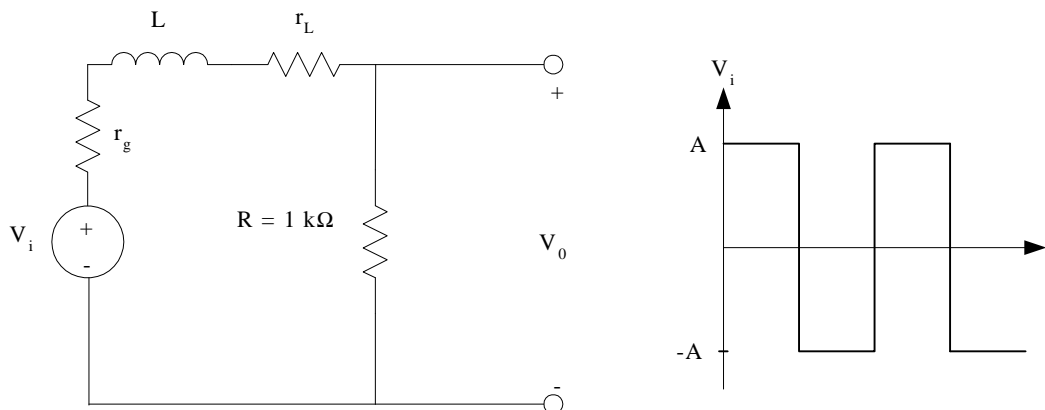 L
r_L
r_g
+
-
V_i
R = 1 kΩ
+
V_0
-
V_i
A
-A